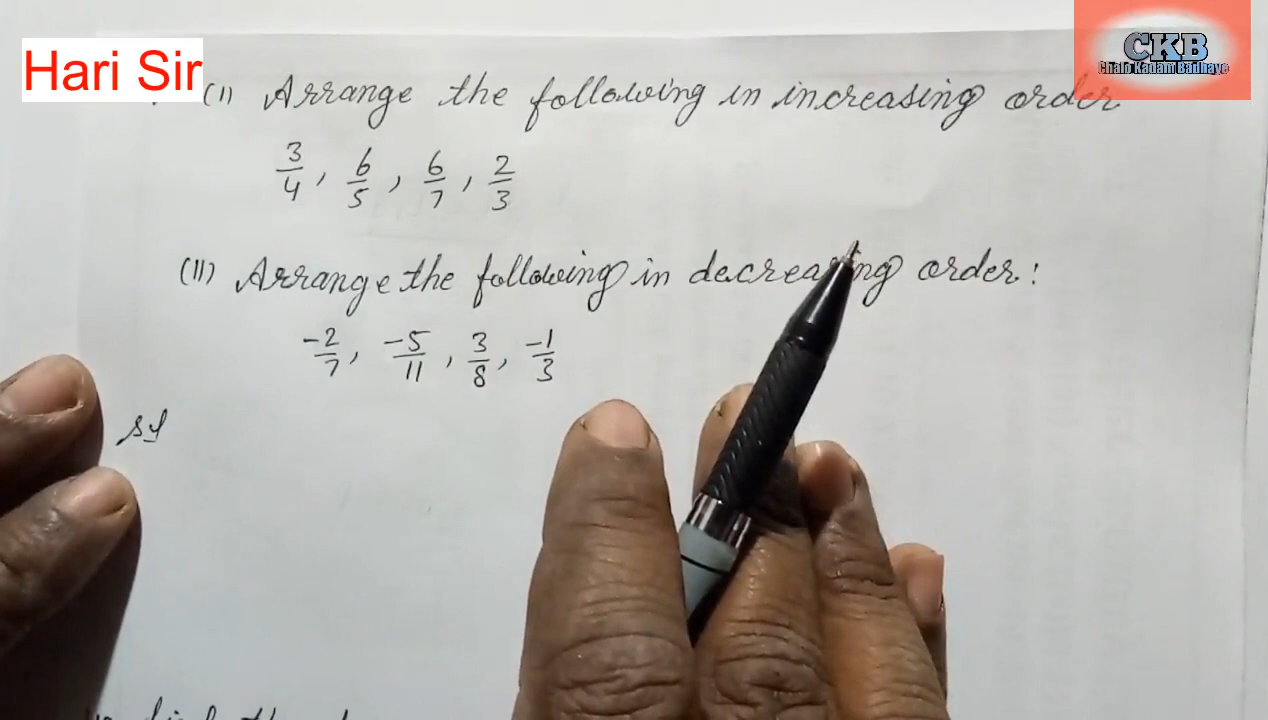 Hari Sir
CKB
Chalo Kadam Badhaye
(I) Arrange the following in increasing order
3/4, 6/5, 6/7, 2/3
(II) Arrange the following in decreasing order:
-2/7, -5/11, 3/8, -1/3